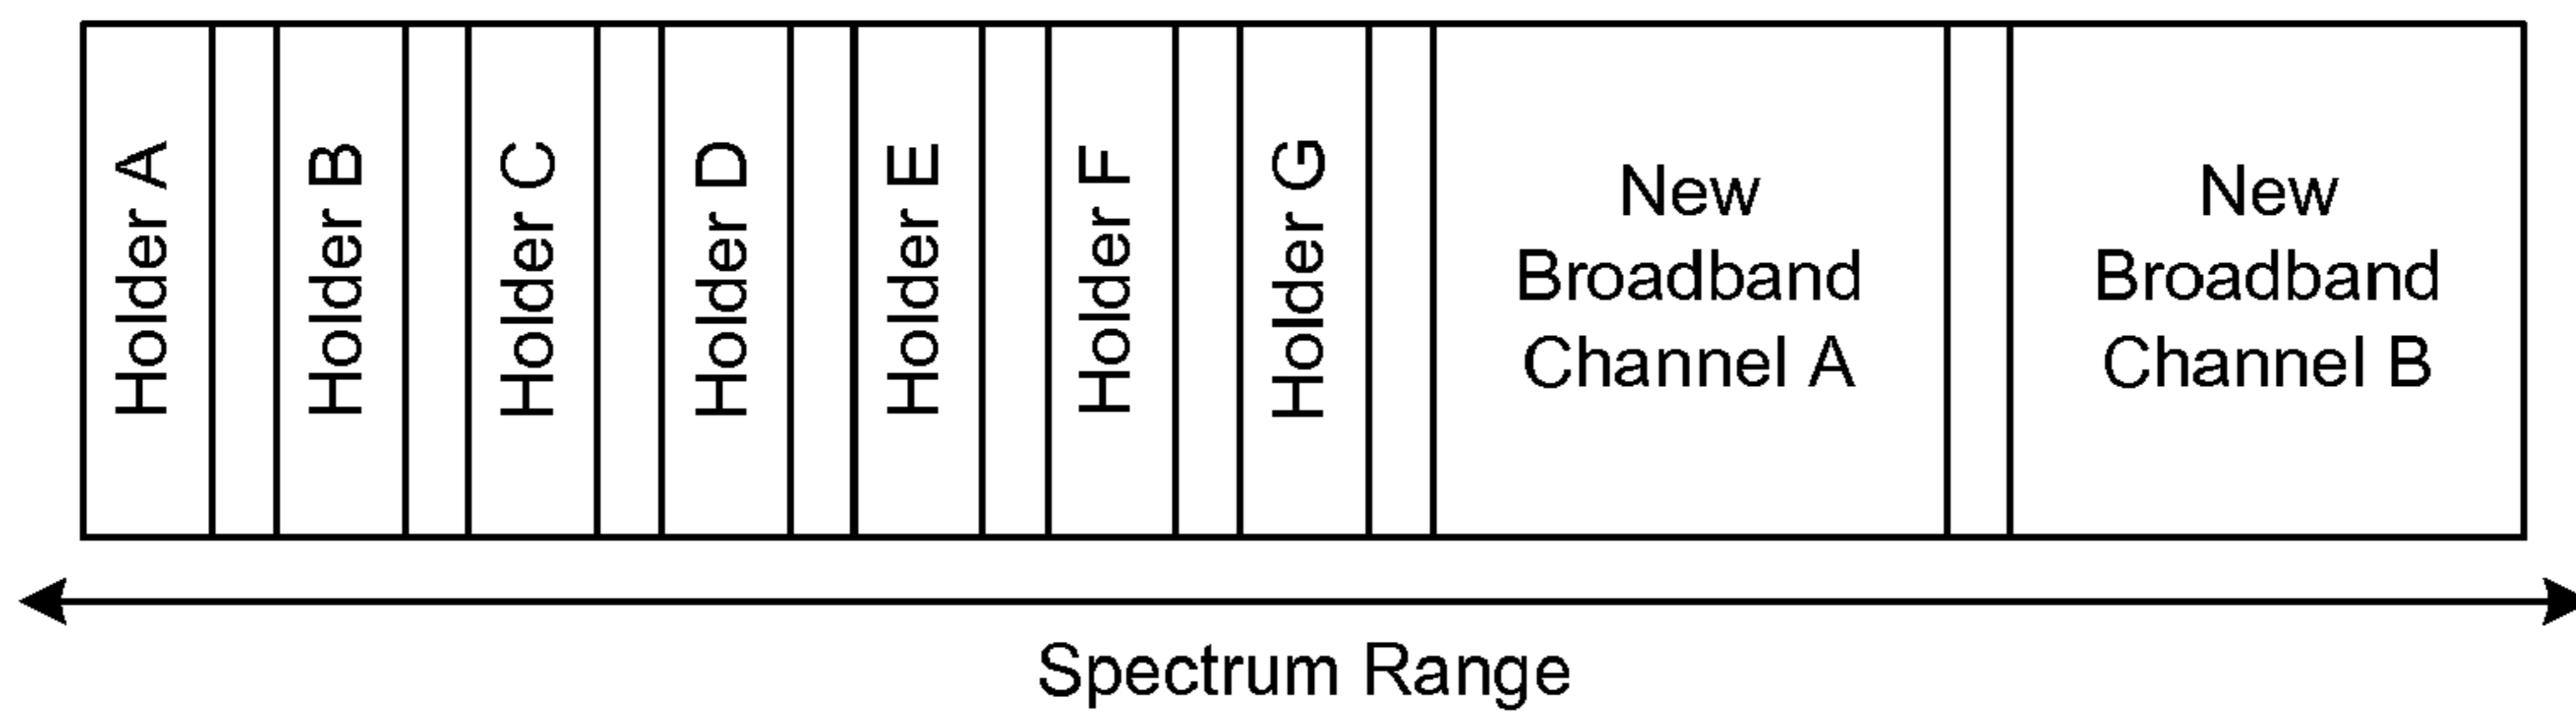 Holder A
Holder B
Holder C
Holder D
Holder E
Holder F
Holder G
New
Broadband
Channel A
New
Broadband
Channel B
Spectrum Range